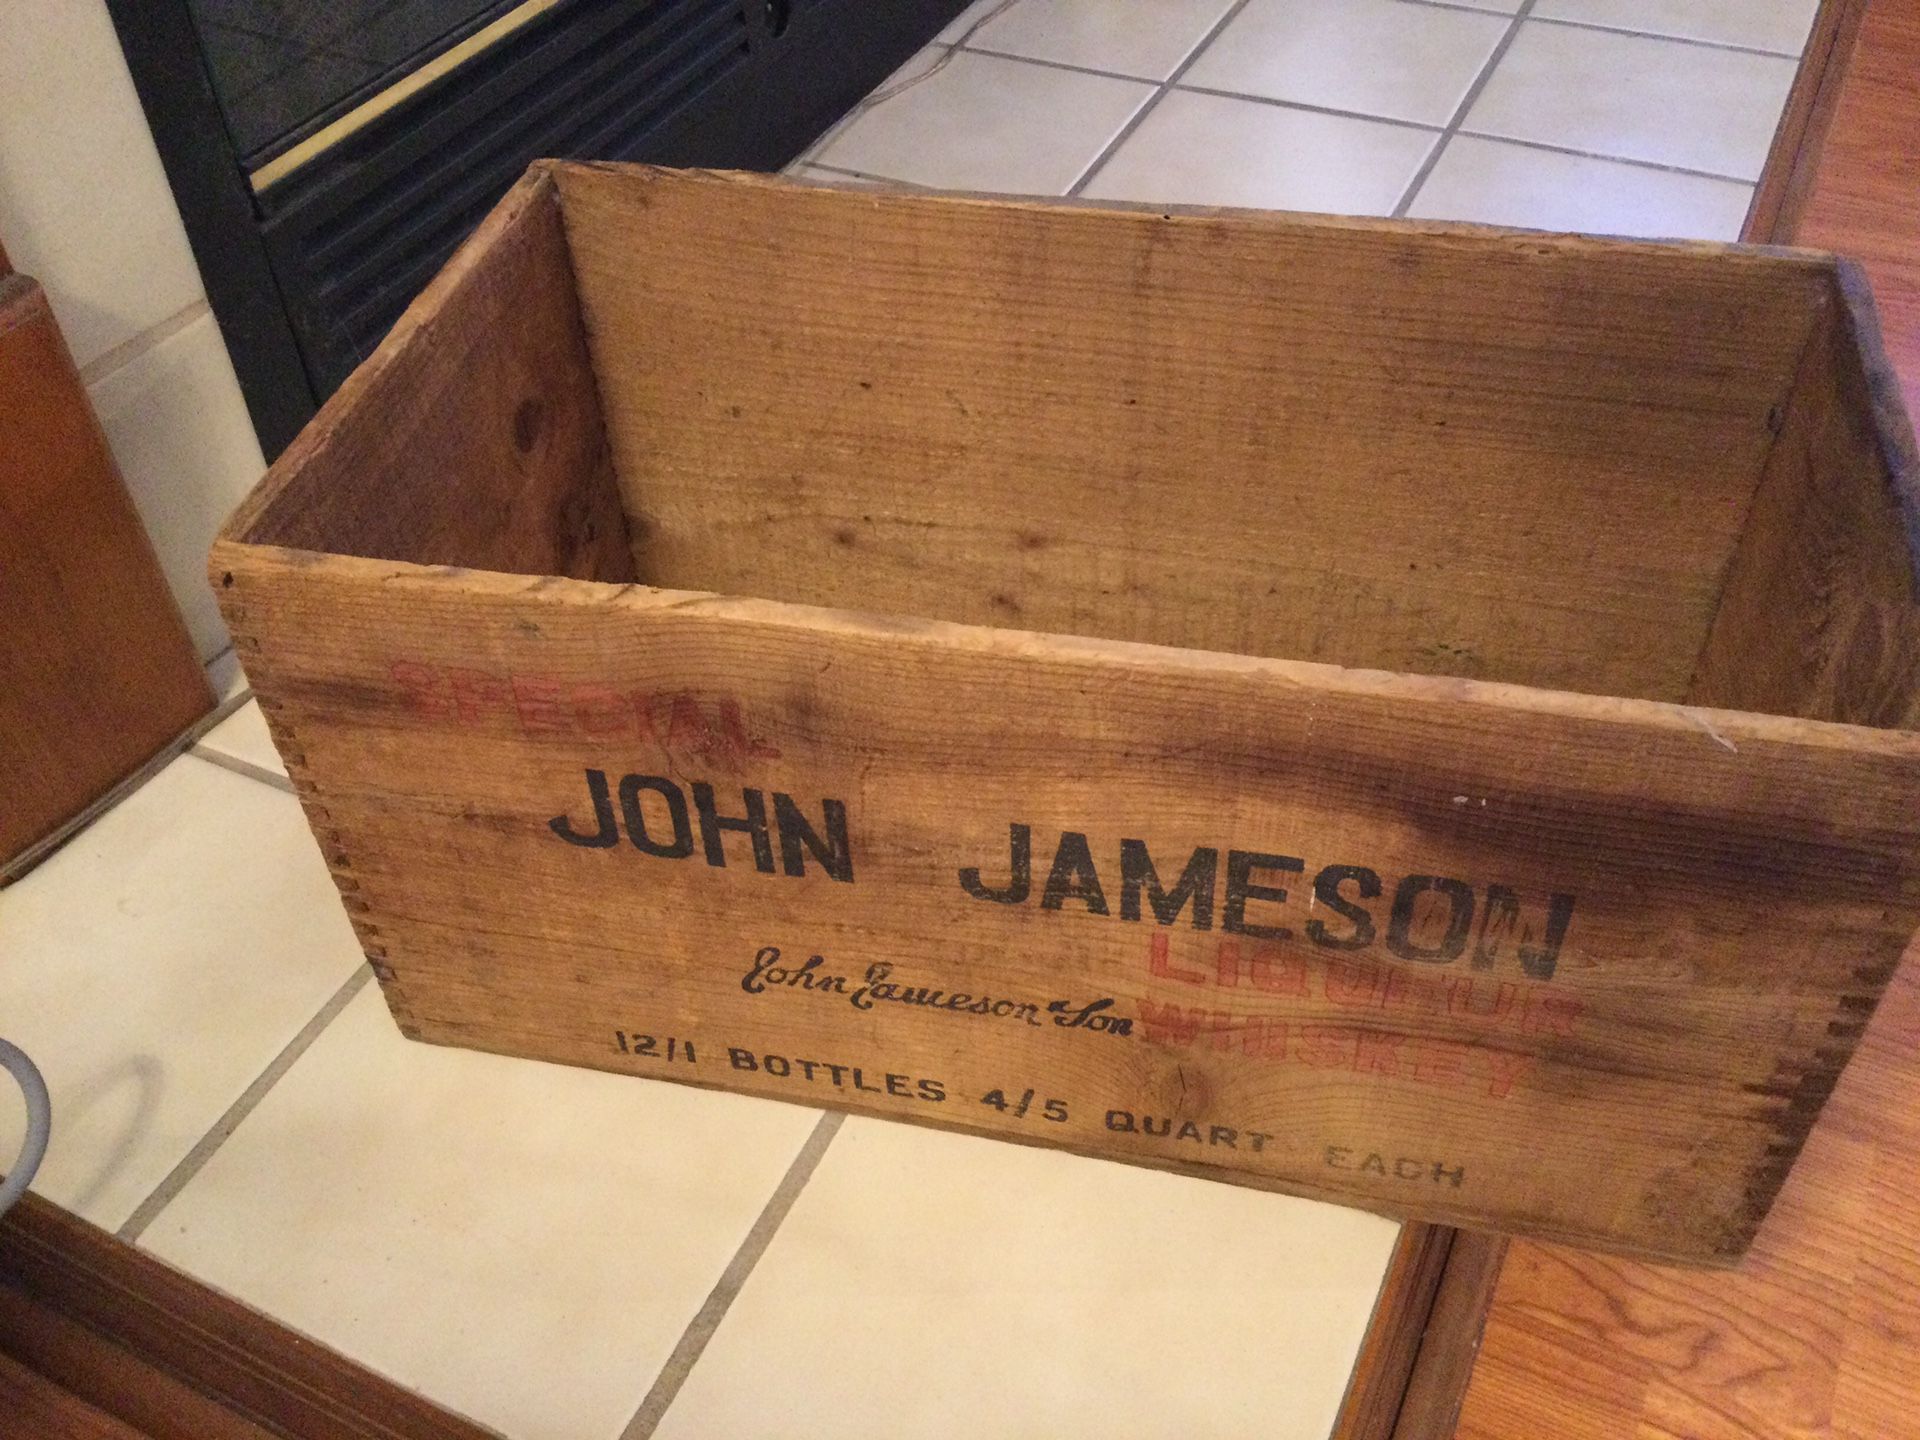 SPECIAL
JOHN JAMESON
John Jameson & Son
LIQUEUR
WHISKEY
12/1 BOTTLES 4/5 QUART EACH